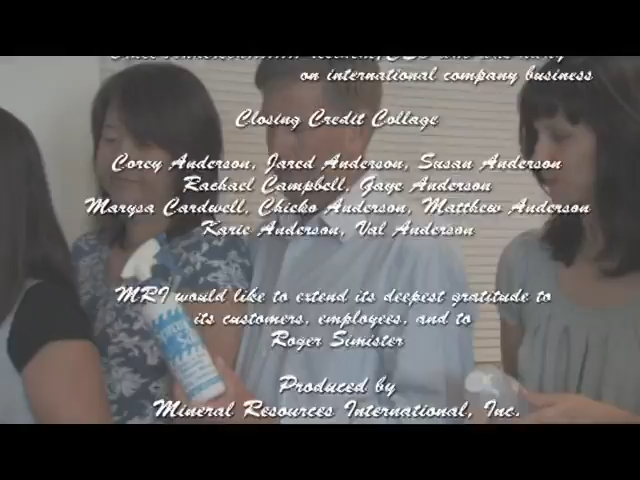 on international company business
Closing Credit Collage
Corey Anderson, Jared Anderson, Susan Anderson
Rachael Campbell, Gaye Anderson
Marysa Cardwell, Chieko Anderson, Matthew Anderson
Karie Anderson, Val Anderson
MRI would like to extend its deepest gratitude to
its customers, employees, and to
Roger Simister
Produced by
Mineral Resources International, Inc.